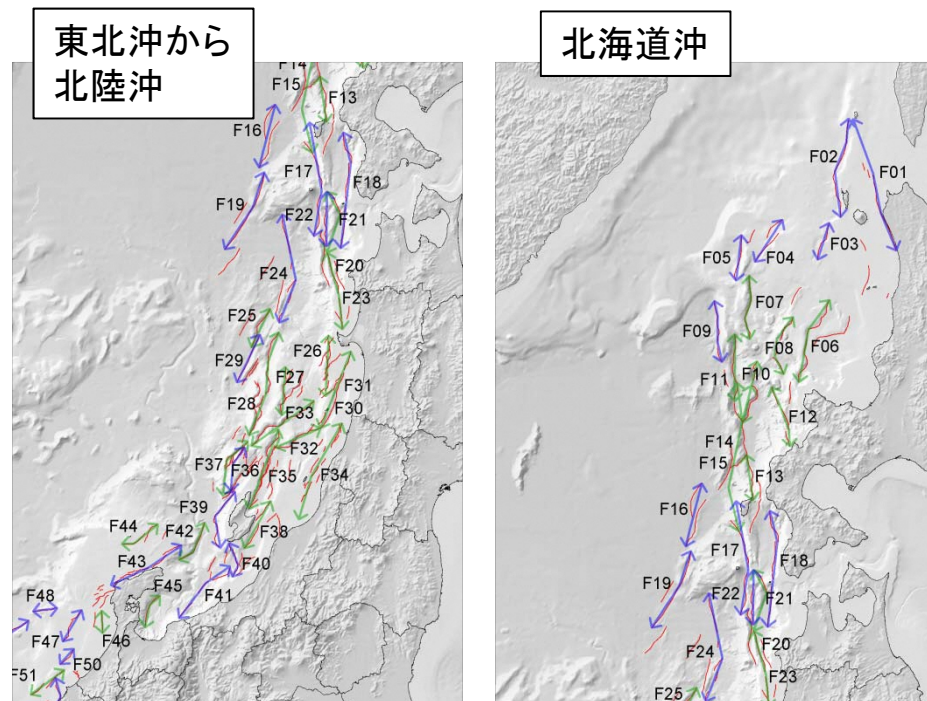 東北沖から
北陸沖
F14
F15
F13
F16
F17
F18
F19
F22
F21
F20
F24
F23
F25
F29
F26
F27
F31
F28
F30
F33
F32
F37
F36
F35
F34
F39
F38
F44
F42
F43
F40
F45
F41
F48
F47
F46
F50
F51
北海道沖
F02
F01
F03
F05
F04
F07
F09
F08
F06
F11
F10
F12
F14
F15
F13
F16
F17
F18
F19
F22
F21
F20
F24
F23
F25